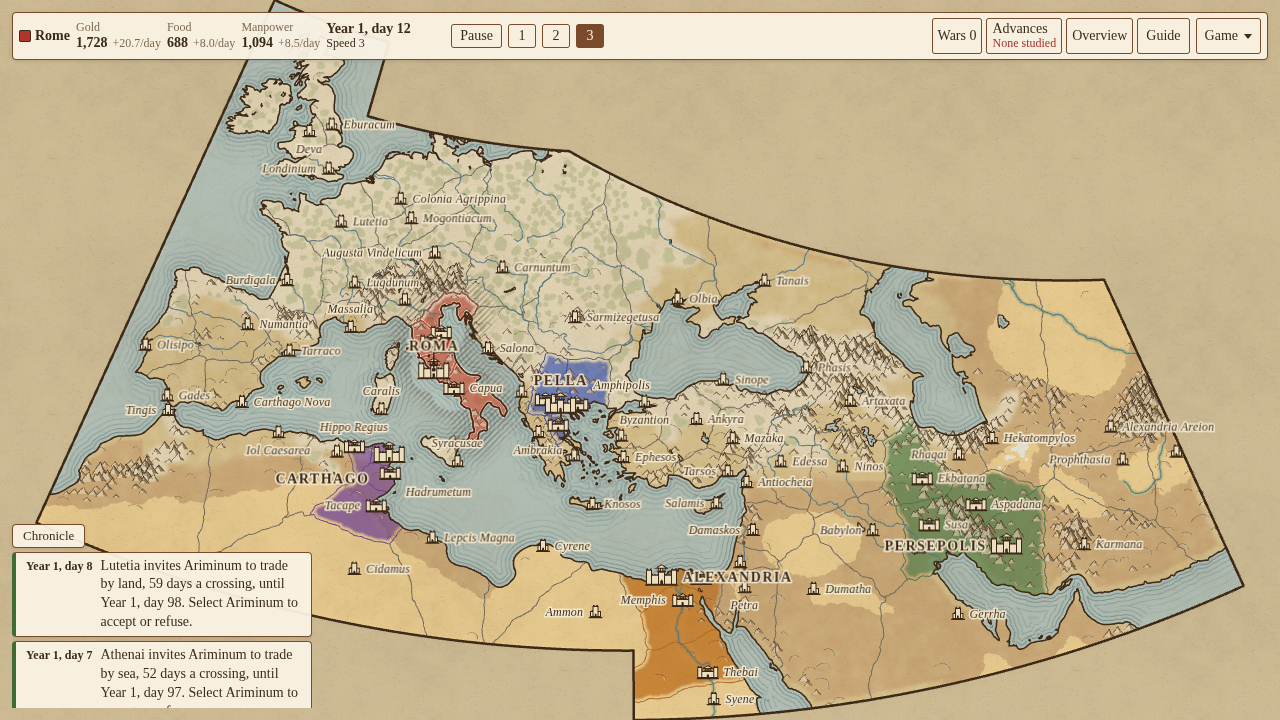 Rome
Gold
1,728 +20.7/day
Food
688 +8.0/day
Manpower
1,094 +8.5/day
Year 1, day 12
Speed 3
Pause
1
2
3
Wars 0
Advances
None studied
Overview
Guide
Game
Eburacum
Deva
Londinium
Colonia Agrippina
Lutetia
Mogontiacum
Augusta Vindelicum
Carnuntum
Burdigala
Lugdunum
Tanais
Olbia
Massalia
Numantia
Sarmizegetusa
Olisipo
Tarraco
ROMA
Salona
Phasis
PELLA
Sinope
Amphipolis
Capua
Caralis
Gades
Carthago Nova
Artaxata
Tingis
Byzantion
Ankyra
Hippo Regius
Alexandria Areion
Mazaka
Hekatompylos
Syracusae
Ambrakia
Iol Caesarea
Rhagai
Ephesos
Edessa
Ninos
Prophthasia
Tarsos
CARTHAGO
Ekbatana
Antiocheia
Hadrumetum
Tacape
Knosos
Salamis
Aspadana
Susa
Damaskos
Babylon
Lepcis Magna
Cyrene
PERSEPOLIS
Karmana
Cidamus
ALEXANDRIA
Dumatha
Memphis
Petra
Ammon
Gerrha
Thebai
Syene
Chronicle
Year 1, day 8 Lutetia invites Ariminum to trade
by land, 59 days a crossing, until
Year 1, day 98. Select Ariminum to
accept or refuse.
Year 1, day 7 Athenai invites Ariminum to trade
by sea, 52 days a crossing, until
Year 1, day 97. Select Ariminum to